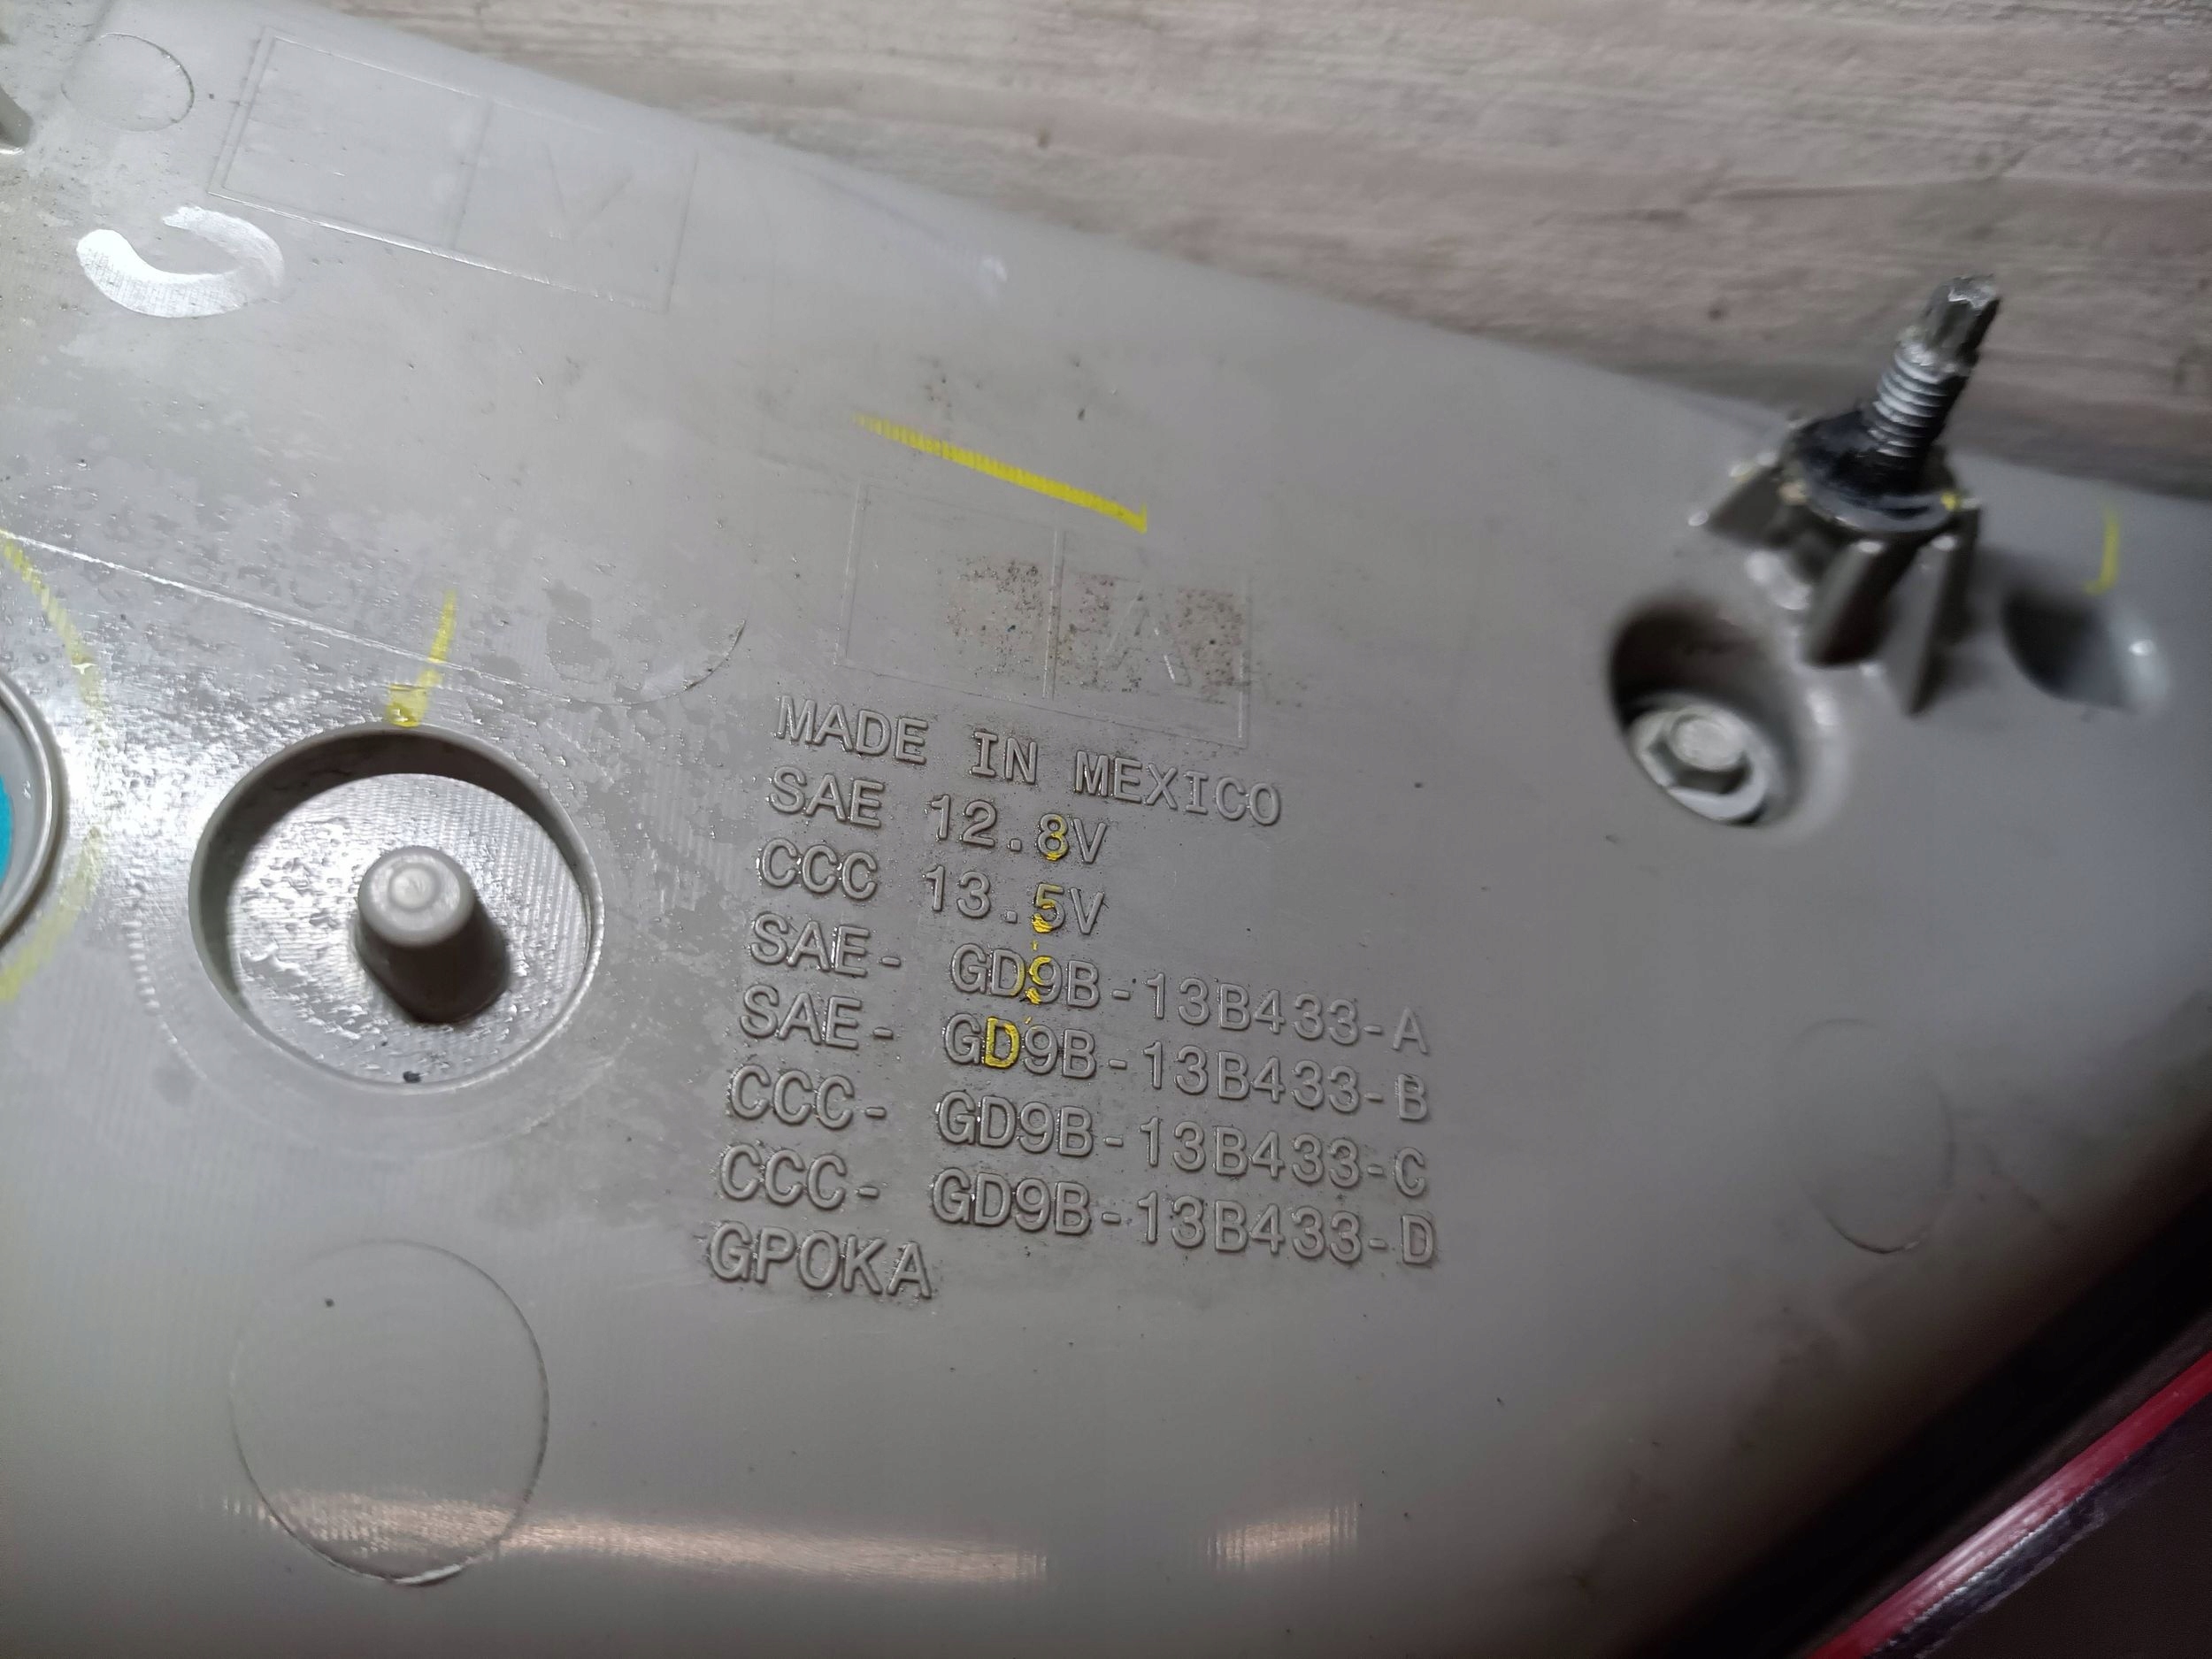 MADE IN MEXICO
SAE 12.8V
CCC 13.5V
SAE- GD9B-13B433-A
SAE- GD9B-13B433-B
CCC- GD9B-13B433-C
CCC- GD9B-13B433-D
GPOKA